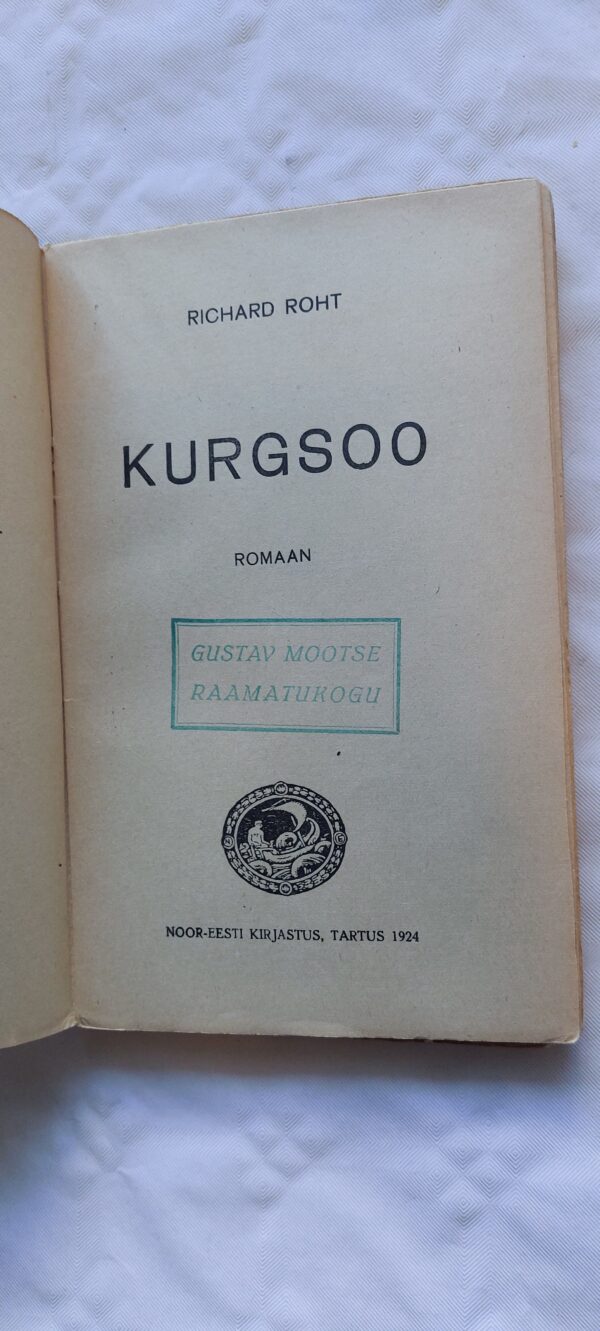 RICHARD ROHT
KURGSOO
ROMAAN
GUSTAV MOOTSE
RAAMATUKOGU
NOOR-EESTI KIRJASTUS, TARTUS 1924